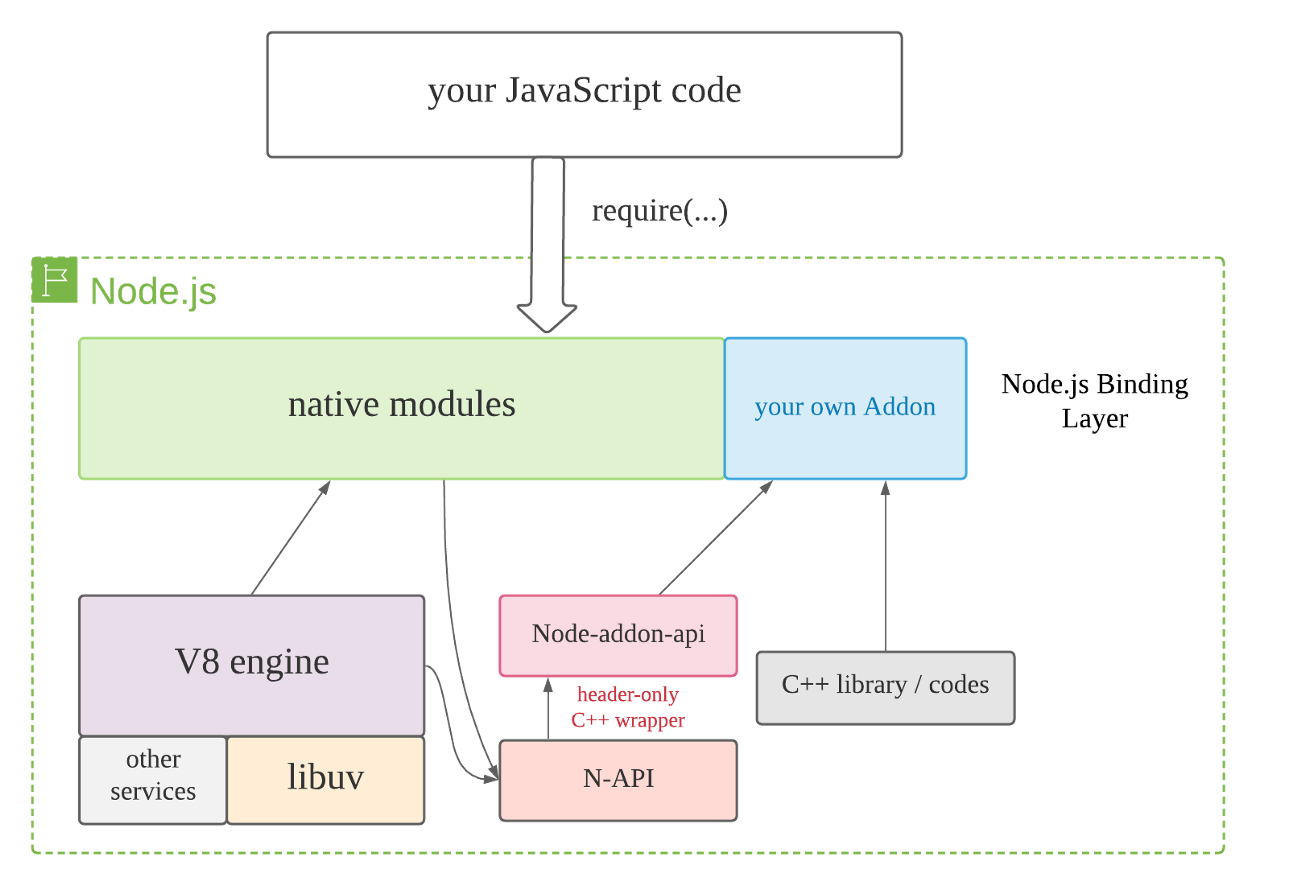 your JavaScript code
require(...)
Node.js
native modules
your own Addon
Node.js Binding
Layer
V8 engine
Node-addon-api
C++ library / codes
header-only
C++ wrapper
other
services
libuv
N-API